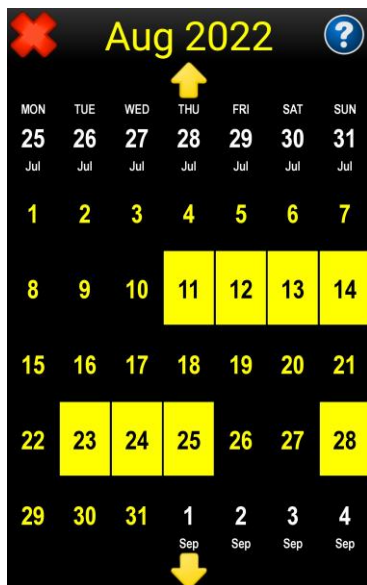 Aug 2022 ?
MON TUE WED THU FRI SAT SUN
25 26 27 28 29 30 31
Jul Jul Jul Jul Jul Jul Jul
1 2 3 4 5 6 7
8 9 10 11 12 13 14
15 16 17 18 19 20 21
22 23 24 25 26 27 28
29 30 31 1 2 3 4
Sep Sep Sep Sep